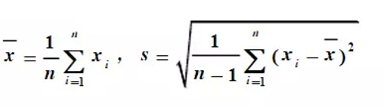 x̄ = 1/n ∑_{i=1}^{n} x_i , s = √(1/(n−1) ∑_{i=1}^{n} (x_i − x̄)²)